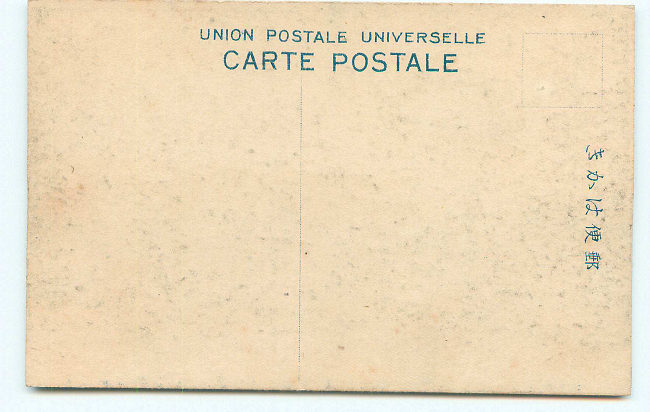 UNION POSTALE UNIVERSELLE
CARTE POSTALE
郵便はかき